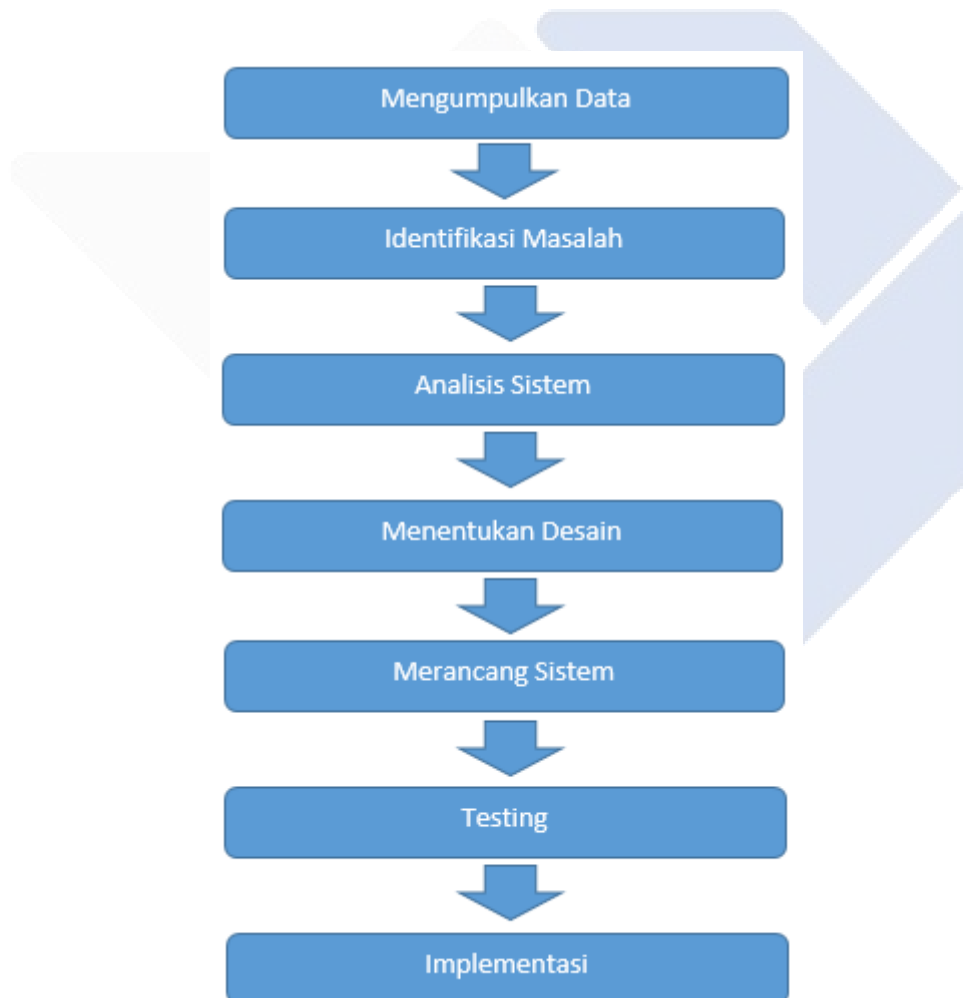 Mengumpulkan Data
Identifikasi Masalah
Analisis Sistem
Menentukan Desain
Merancang Sistem
Testing
Implementasi